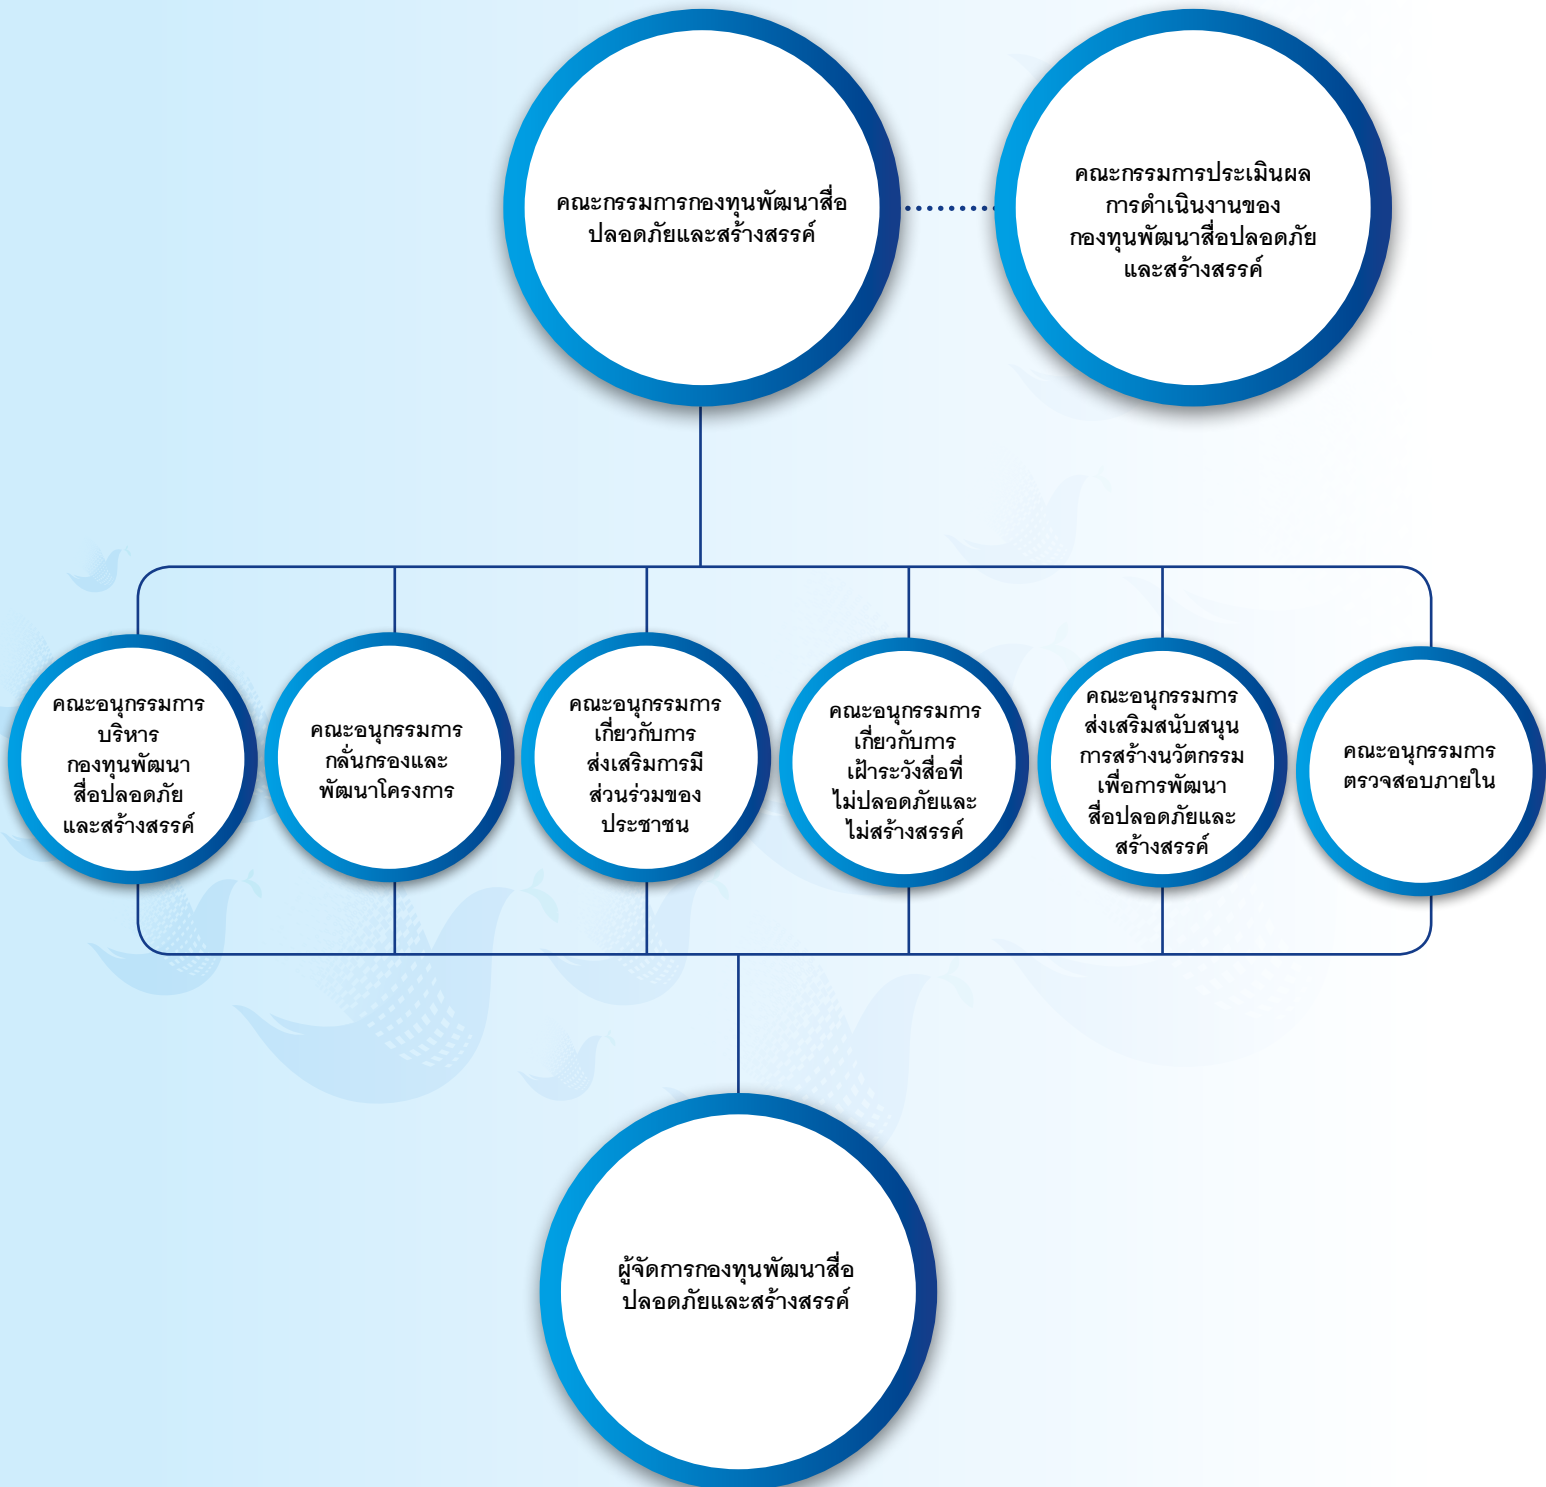 คณะกรรมการกองทุนพัฒนาสื่อ
ปลอดภัยและสร้างสรรค์
คณะกรรมการประเมินผล
การดำเนินงานของ
กองทุนพัฒนาสื่อปลอดภัย
และสร้างสรรค์
คณะอนุกรรมการ
บริหาร
กองทุนพัฒนา
สื่อปลอดภัย
และสร้างสรรค์
คณะอนุกรรมการ
กลั่นกรองและ
พัฒนาโครงการ
คณะอนุกรรมการ
เกี่ยวกับการ
ส่งเสริมการมี
ส่วนร่วมของ
ประชาชน
คณะอนุกรรมการ
เกี่ยวกับการ
เฝ้าระวังสื่อที่
ไม่ปลอดภัยและ
ไม่สร้างสรรค์
คณะอนุกรรมการ
ส่งเสริมสนับสนุน
การสร้างนวัตกรรม
เพื่อการพัฒนา
สื่อปลอดภัยและ
สร้างสรรค์
คณะอนุกรรมการ
ตรวจสอบภายใน
ผู้จัดการกองทุนพัฒนาสื่อ
ปลอดภัยและสร้างสรรค์